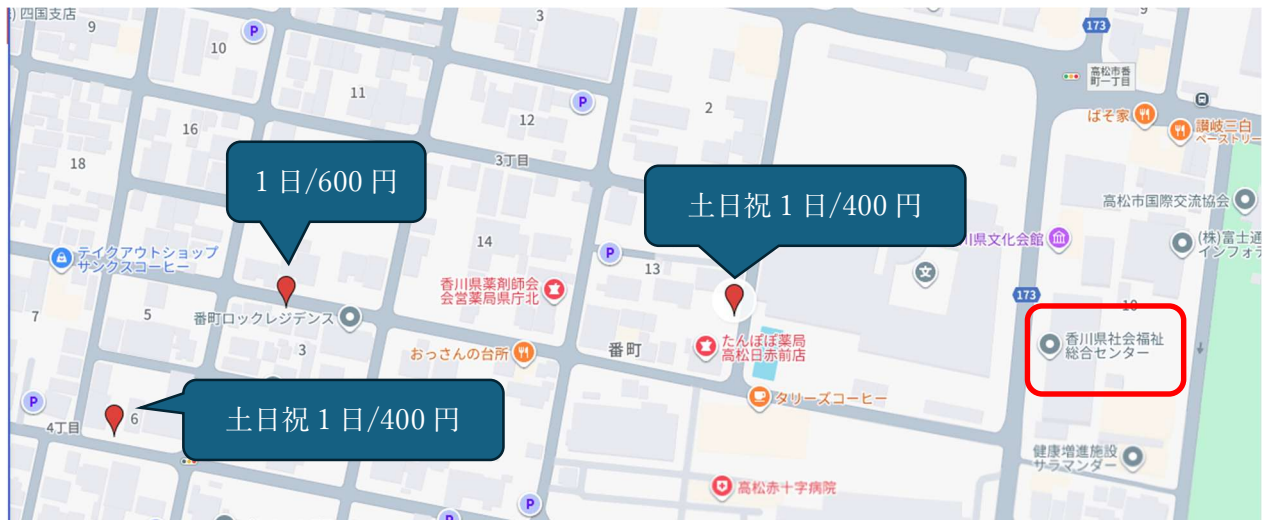 四国支店
9
10
P
3
173
9
高松市番
町一丁目
11
P
2
12
ばそ家
讃岐三白
ペーストリー
16
18
3丁目
1日/600円
土日祝1日/400円
高松市国際交流協会
テイクアウトショップ
サンクスコーヒー
14
P
川県文化会館
文
(株)富士通
インフォテ
13
香川県薬剤師会
会営薬局県庁北
173
7
5
番町ロックレジデンス
3
おっさんの台所
番町
たんぽぽ薬局
高松日赤前店
香川県社会福祉
総合センター
タリーズコーヒー
P
4丁目
6
土日祝1日/400円
健康増進施設
サラマンダー
高松赤十字病院
P
P